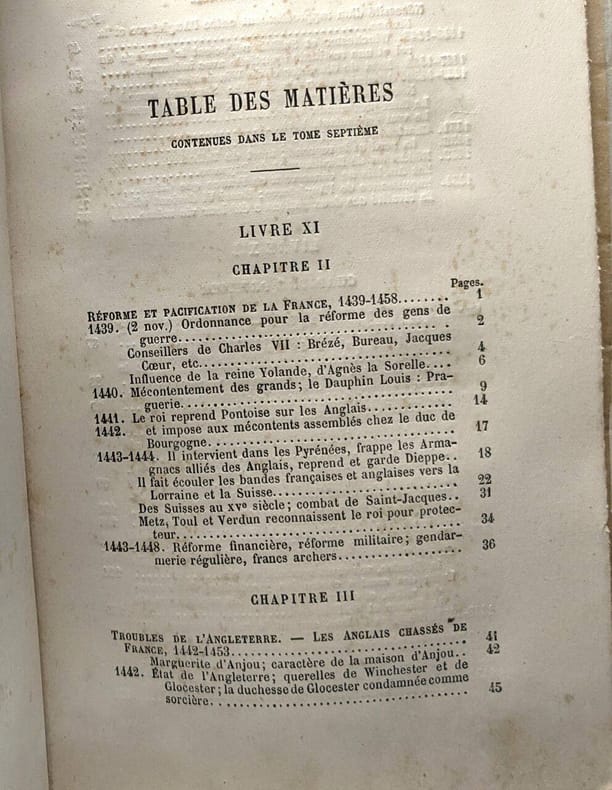 TABLE DES MATIÈRES
CONTENUES DANS LE TOME SEPTIÈME
LIVRE XI
CHAPITRE II
Pages.
RÉFORME ET PACIFICATION DE LA FRANCE, 1439-1458........ 1
1439. (2 nov.) Ordonnance pour la réforme des gens de
guerre........................................ 2
Conseillers de Charles VII : Brézé, Bureau, Jacques
Cœur, etc..................................... 4
Influence de la reine Yolande, d'Agnès la Sorelle.... 6
1440. Mécontentement des grands; le Dauphin Louis : Pra-
guerie........................................ 9
1441. Le roi reprend Pontoise sur les Anglais............ 14
1442. et impose aux mécontents assemblés chez le duc de
Bourgogne..................................... 17
1443-1444. Il intervient dans les Pyrénées, frappe les Arma-
gnacs alliés des Anglais, reprend et garde Dieppe.. 18
Il fait écouler les bandes françaises et anglaises vers la
Lorraine et la Suisse........................... 22
Des Suisses au XVe siècle; combat de Saint-Jacques.. 31
Metz, Toul et Verdun reconnaissent le roi pour protec-
teur.......................................... 34
1443-1448. Réforme financière, réforme militaire; gendar-
merie régulière, francs archers.................. 36
CHAPITRE III
TROUBLES DE L'ANGLETERRE. — LES ANGLAIS CHASSÉS DE
FRANCE, 1442-1453.................................. 41
Marguerite d'Anjou; caractère de la maison d'Anjou.. 42
1442. État de l'Angleterre; querelles de Winchester et de
Glocester; la duchesse de Glocester condamnée comme
sorcière...................................... 45